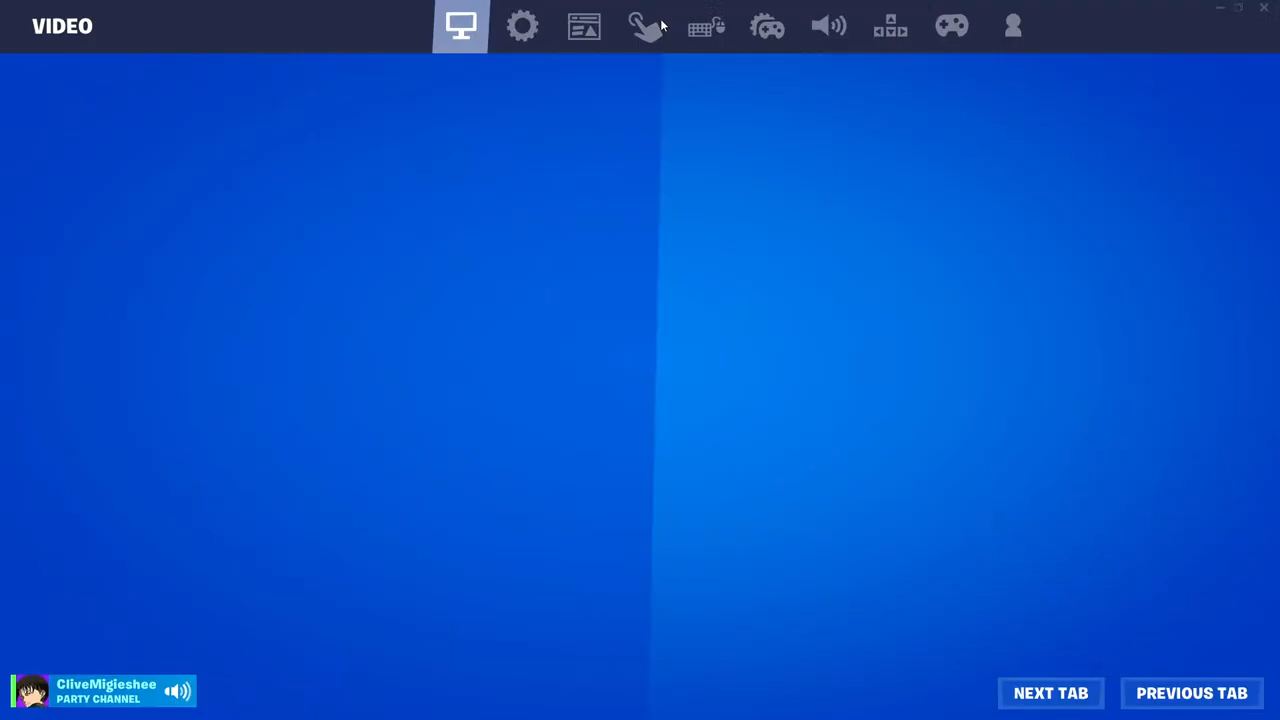 VIDEO
CliveMigieshee
PARTY CHANNEL
NEXT TAB
PREVIOUS TAB